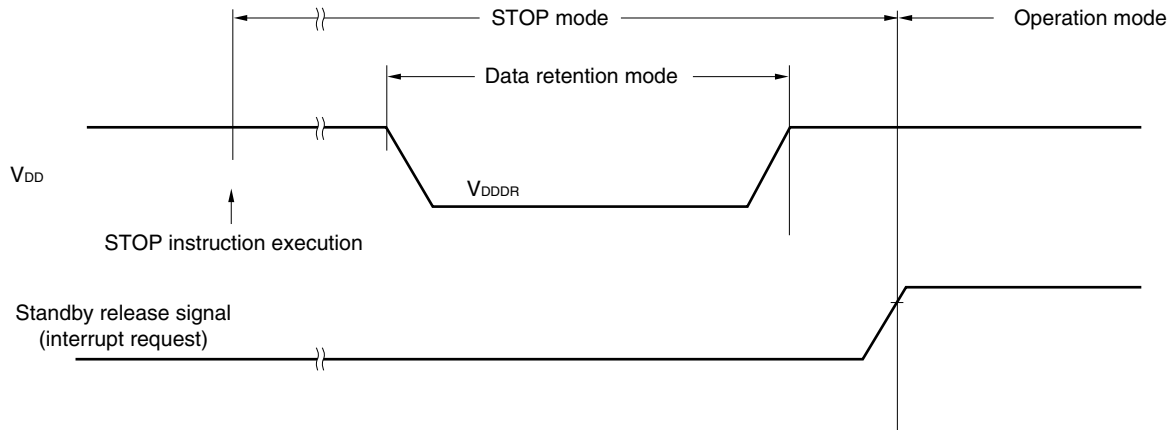 STOP mode
Operation mode
Data retention mode
VDD
VDDDR
STOP instruction execution
Standby release signal
(interrupt request)